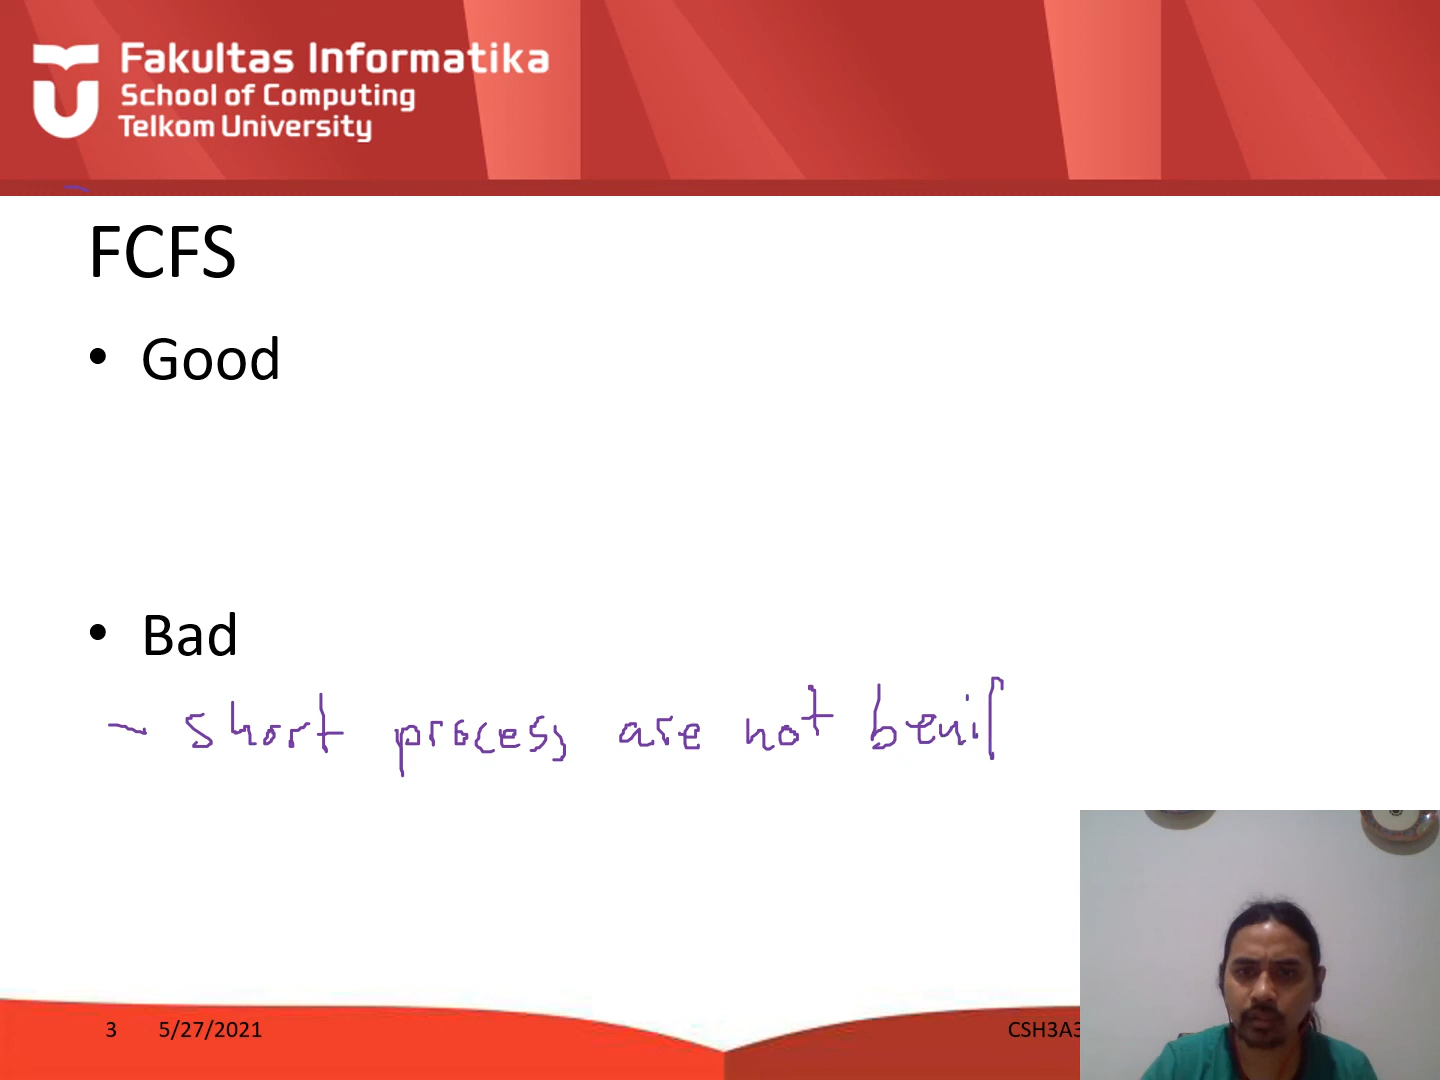 Fakultas Informatika
School of Computing
Telkom University
FCFS
• Good
• Bad
- short process are not benif
3 5/27/2021 CSH3A3